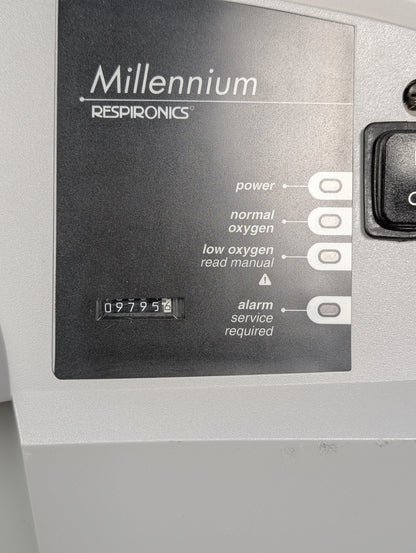 Millennium
RESPIRONICS
power
normal
oxygen
low oxygen
read manual
alarm
service
required
09795